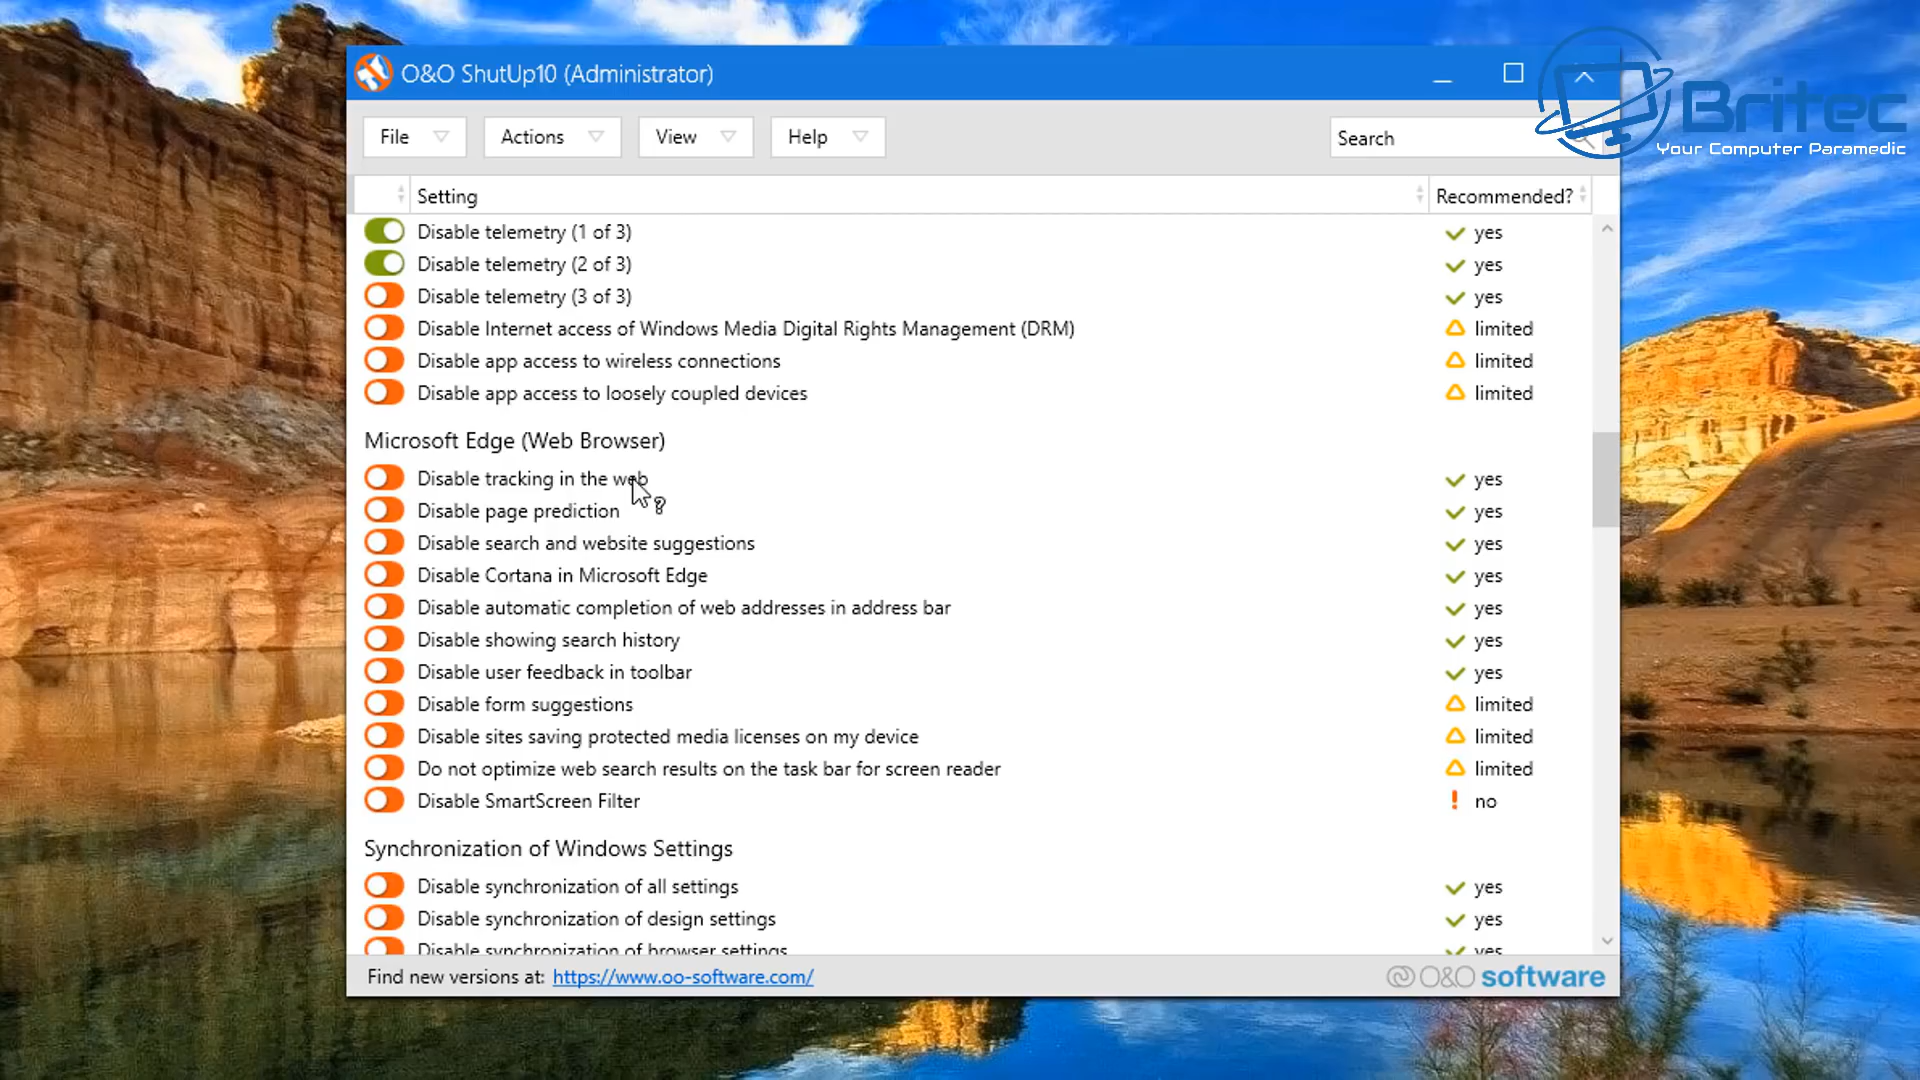 O&O ShutUp10 (Administrator)
Britec
Your Computer Paramedic
File Actions View Help Search
Setting Recommended?
Disable telemetry (1 of 3) yes
Disable telemetry (2 of 3) yes
Disable telemetry (3 of 3) yes
Disable Internet access of Windows Media Digital Rights Management (DRM) limited
Disable app access to wireless connections limited
Disable app access to loosely coupled devices limited
Microsoft Edge (Web Browser)
Disable tracking in the web yes
Disable page prediction yes
Disable search and website suggestions yes
Disable Cortana in Microsoft Edge yes
Disable automatic completion of web addresses in address bar yes
Disable showing search history yes
Disable user feedback in toolbar yes
Disable form suggestions limited
Disable sites saving protected media licenses on my device limited
Do not optimize web search results on the task bar for screen reader limited
Disable SmartScreen Filter no
Synchronization of Windows Settings
Disable synchronization of all settings yes
Disable synchronization of design settings yes
Disable synchronization of browser settings yes
Find new versions at: https://www.oo-software.com/ O&O software